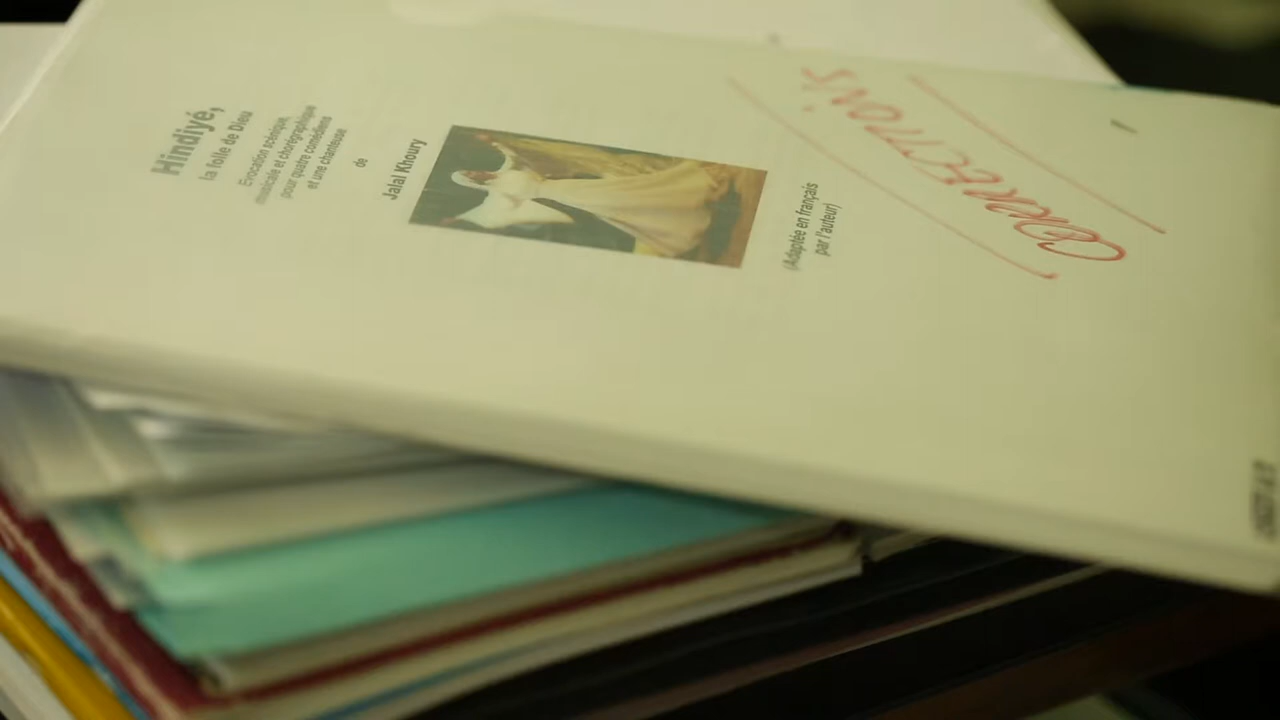 Hindiyé,
la folle de Dieu
Evocation scénique,
musicale et chorégraphique
pour quatre comédiens
et une chanteuse
de
Jalal Khoury
(Adaptée en français
par l'auteur)
CORRECTIONS